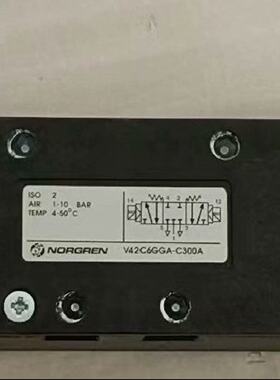 ISO 2
AIR 1-10 BAR
TEMP 4-50°C
14 4 2 12
5 1 3
NORGREN V42C6GGA-C300A